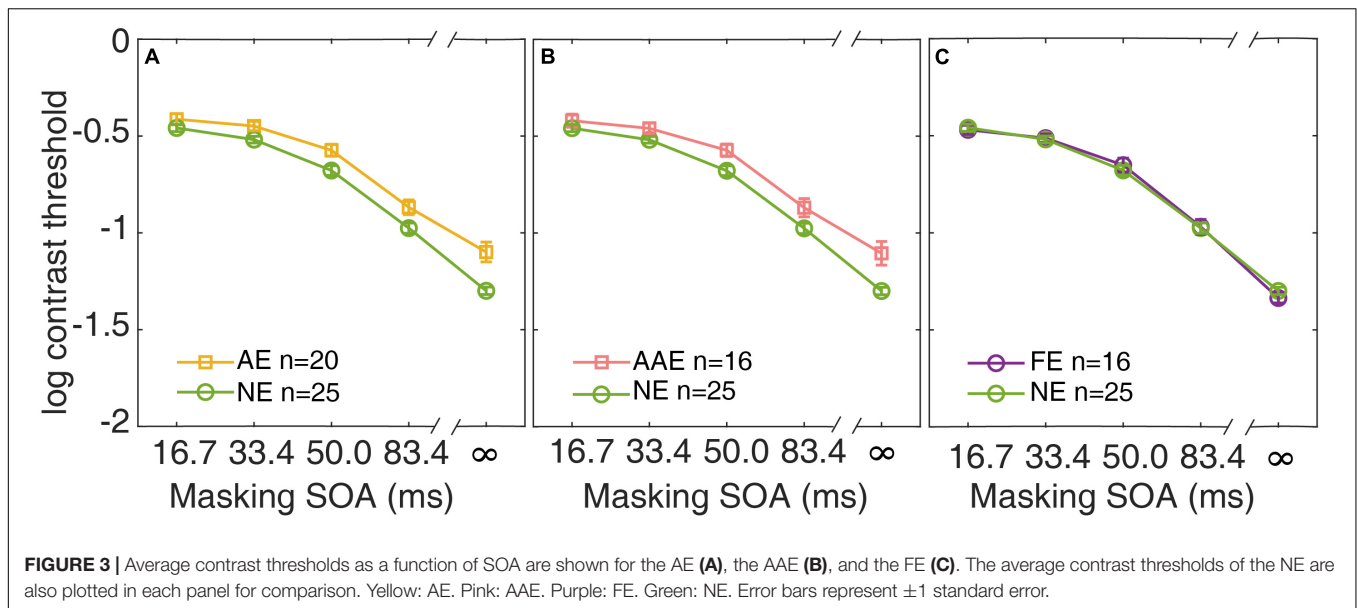 log contrast threshold
0
-0.5
-1
-1.5
-2
A
AE n=20
NE n=25
16.7 33.4 50.0 83.4 ∞
Masking SOA (ms)
B
AAE n=16
NE n=25
16.7 33.4 50.0 83.4 ∞
Masking SOA (ms)
C
FE n=16
NE n=25
16.7 33.4 50.0 83.4 ∞
Masking SOA (ms)
FIGURE 3 | Average contrast thresholds as a function of SOA are shown for the AE (A), the AAE (B), and the FE (C). The average contrast thresholds of the NE are
also plotted in each panel for comparison. Yellow: AE. Pink: AAE. Purple: FE. Green: NE. Error bars represent ±1 standard error.